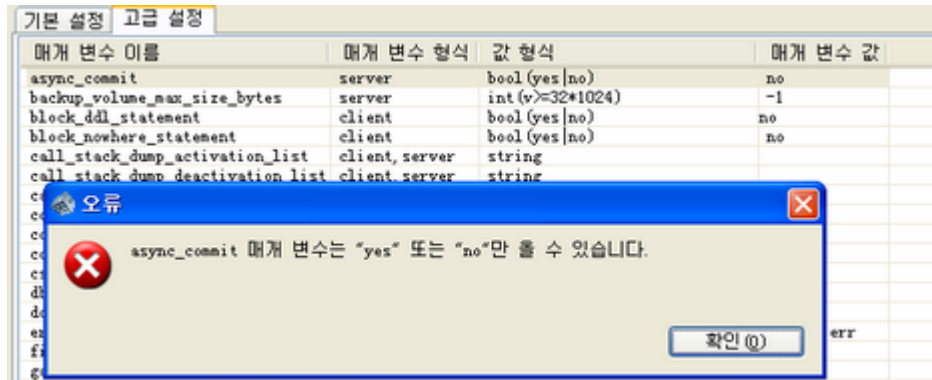 기본 설정 고급 설정
매개 변수 이름 매개 변수 형식 값 형식 매개 변수 값
async_commit server bool(yes|no) no
backup_volume_max_size_bytes server int(v>=32*1024) -1
block_ddl_statement client bool(yes|no) no
block_nowhere_statement client bool(yes|no) no
call_stack_dump_activation_list client,server string
call_stack_dump_deactivation_list client,server string
오류
async_commit 매개 변수는 "yes" 또는 "no"만 올 수 있습니다.
확인(O)
err